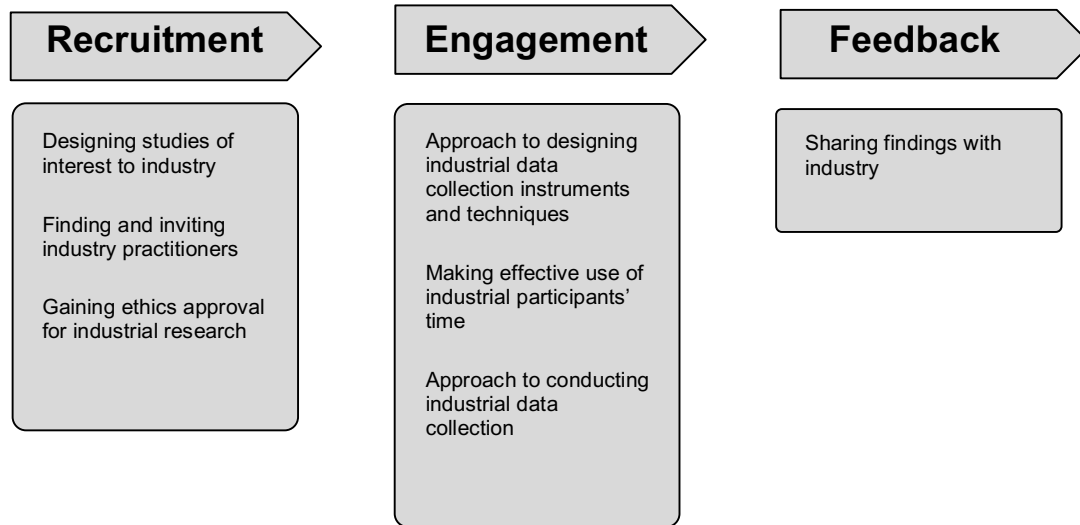 Recruitment
Designing studies of
interest to industry
Finding and inviting
industry practitioners
Gaining ethics approval
for industrial research
Engagement
Approach to designing
industrial data
collection instruments
and techniques
Making effective use of
industrial participants’
time
Approach to conducting
industrial data
collection
Feedback
Sharing findings with
industry